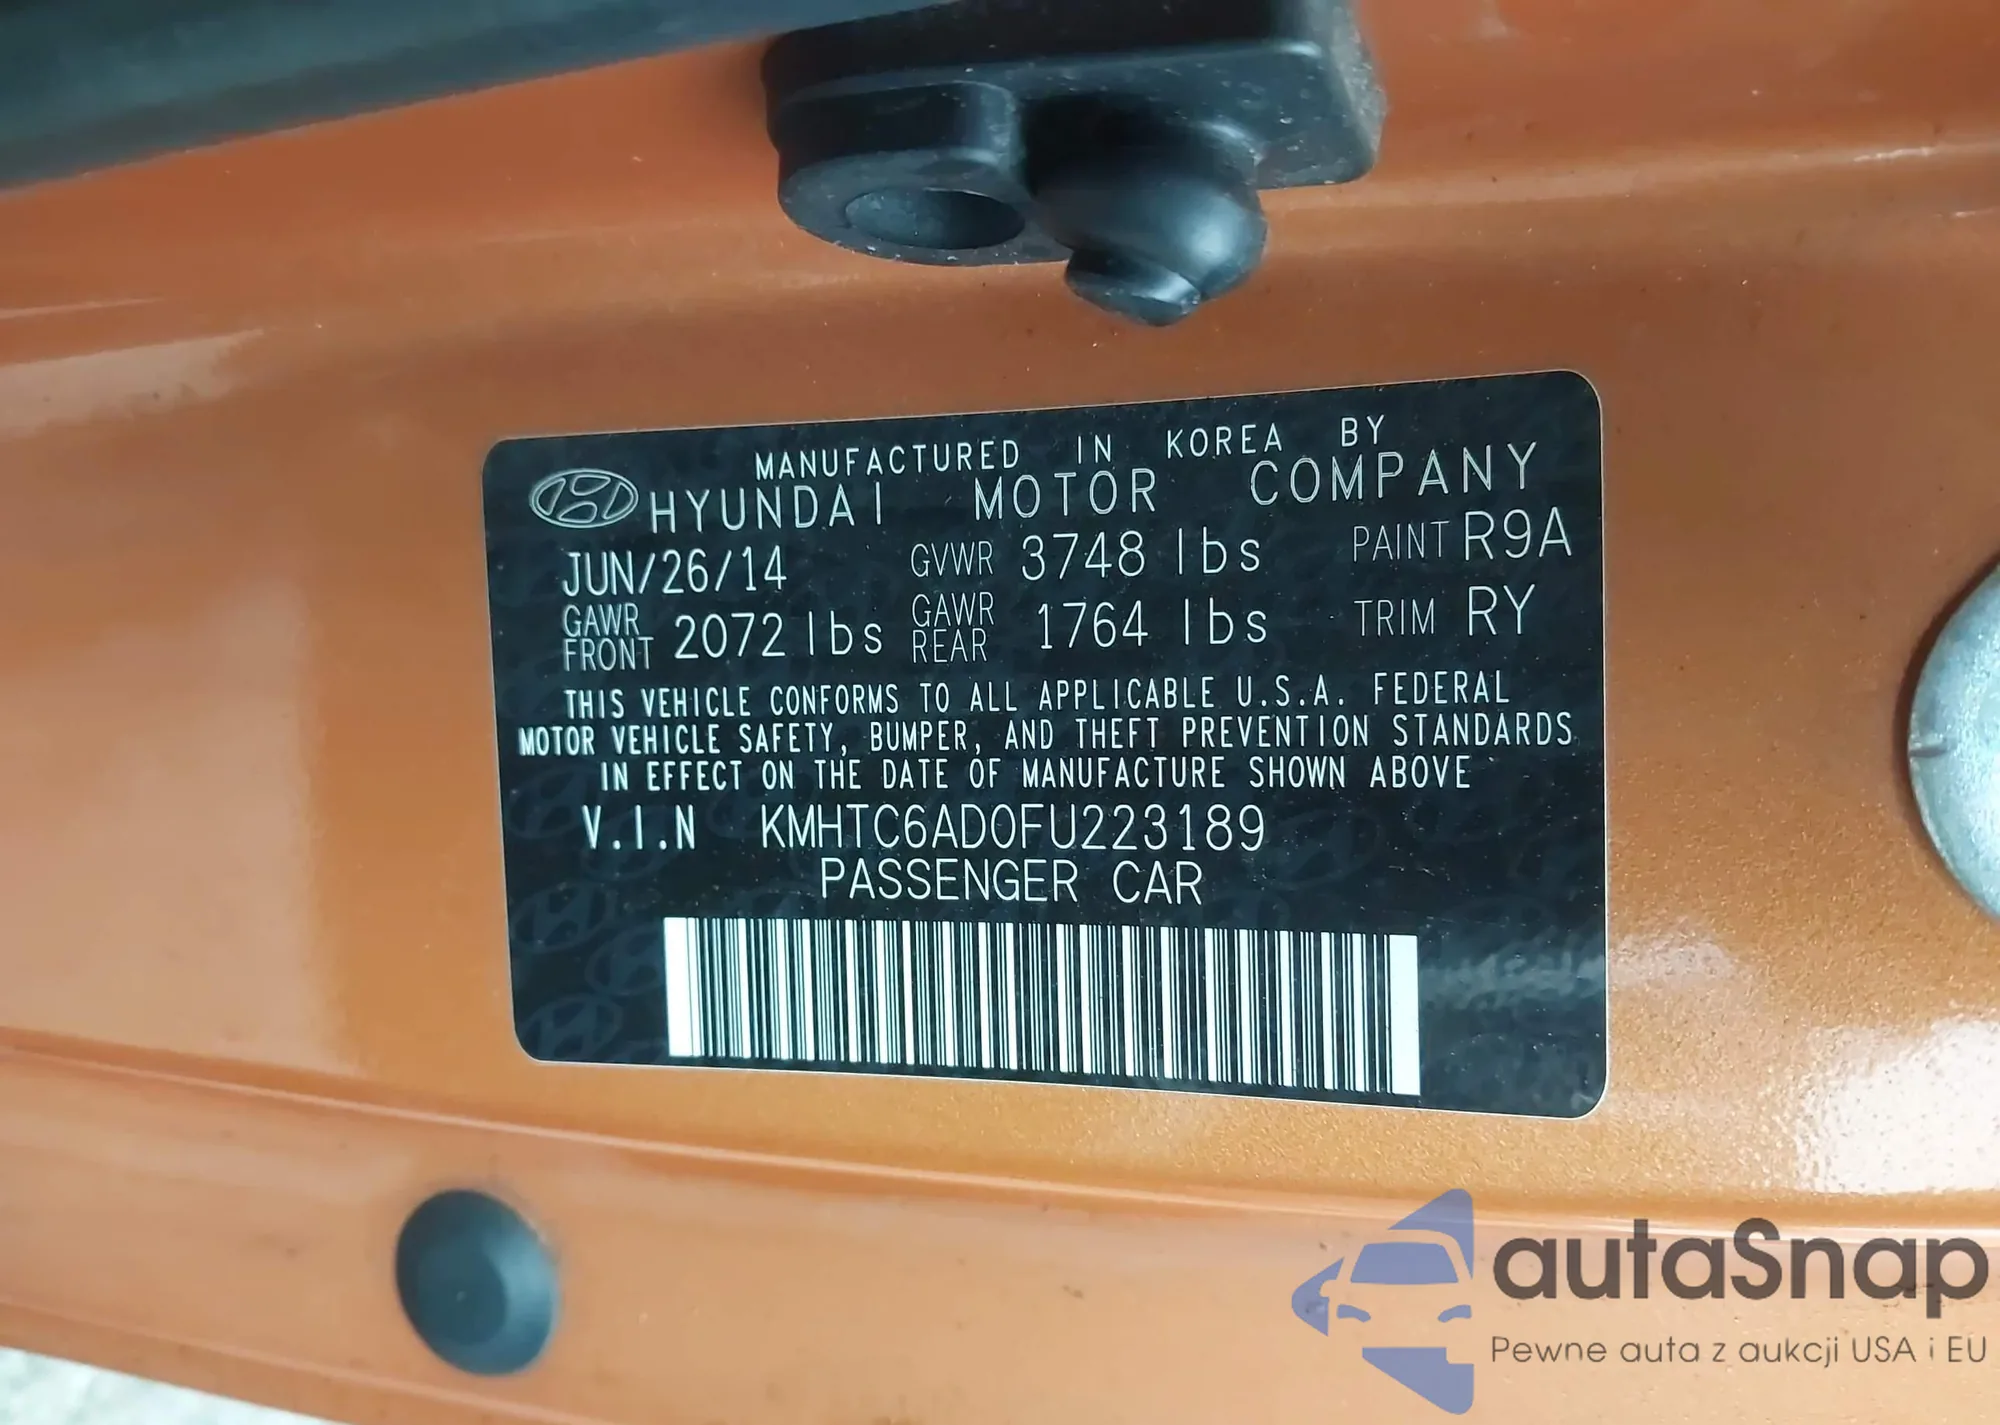 MANUFACTURED IN KOREA BY
HYUNDAI MOTOR COMPANY
JUN/26/14 GVWR 3748 lbs PAINT R9A
GAWR FRONT 2072 lbs GAWR REAR 1764 lbs TRIM RY
THIS VEHICLE CONFORMS TO ALL APPLICABLE U.S.A. FEDERAL
MOTOR VEHICLE SAFETY, BUMPER, AND THEFT PREVENTION STANDARDS
IN EFFECT ON THE DATE OF MANUFACTURE SHOWN ABOVE
V.I.N KMHTC6AD0FU223189
PASSENGER CAR
autaSnap
Pewne auta z aukcji USA i EU